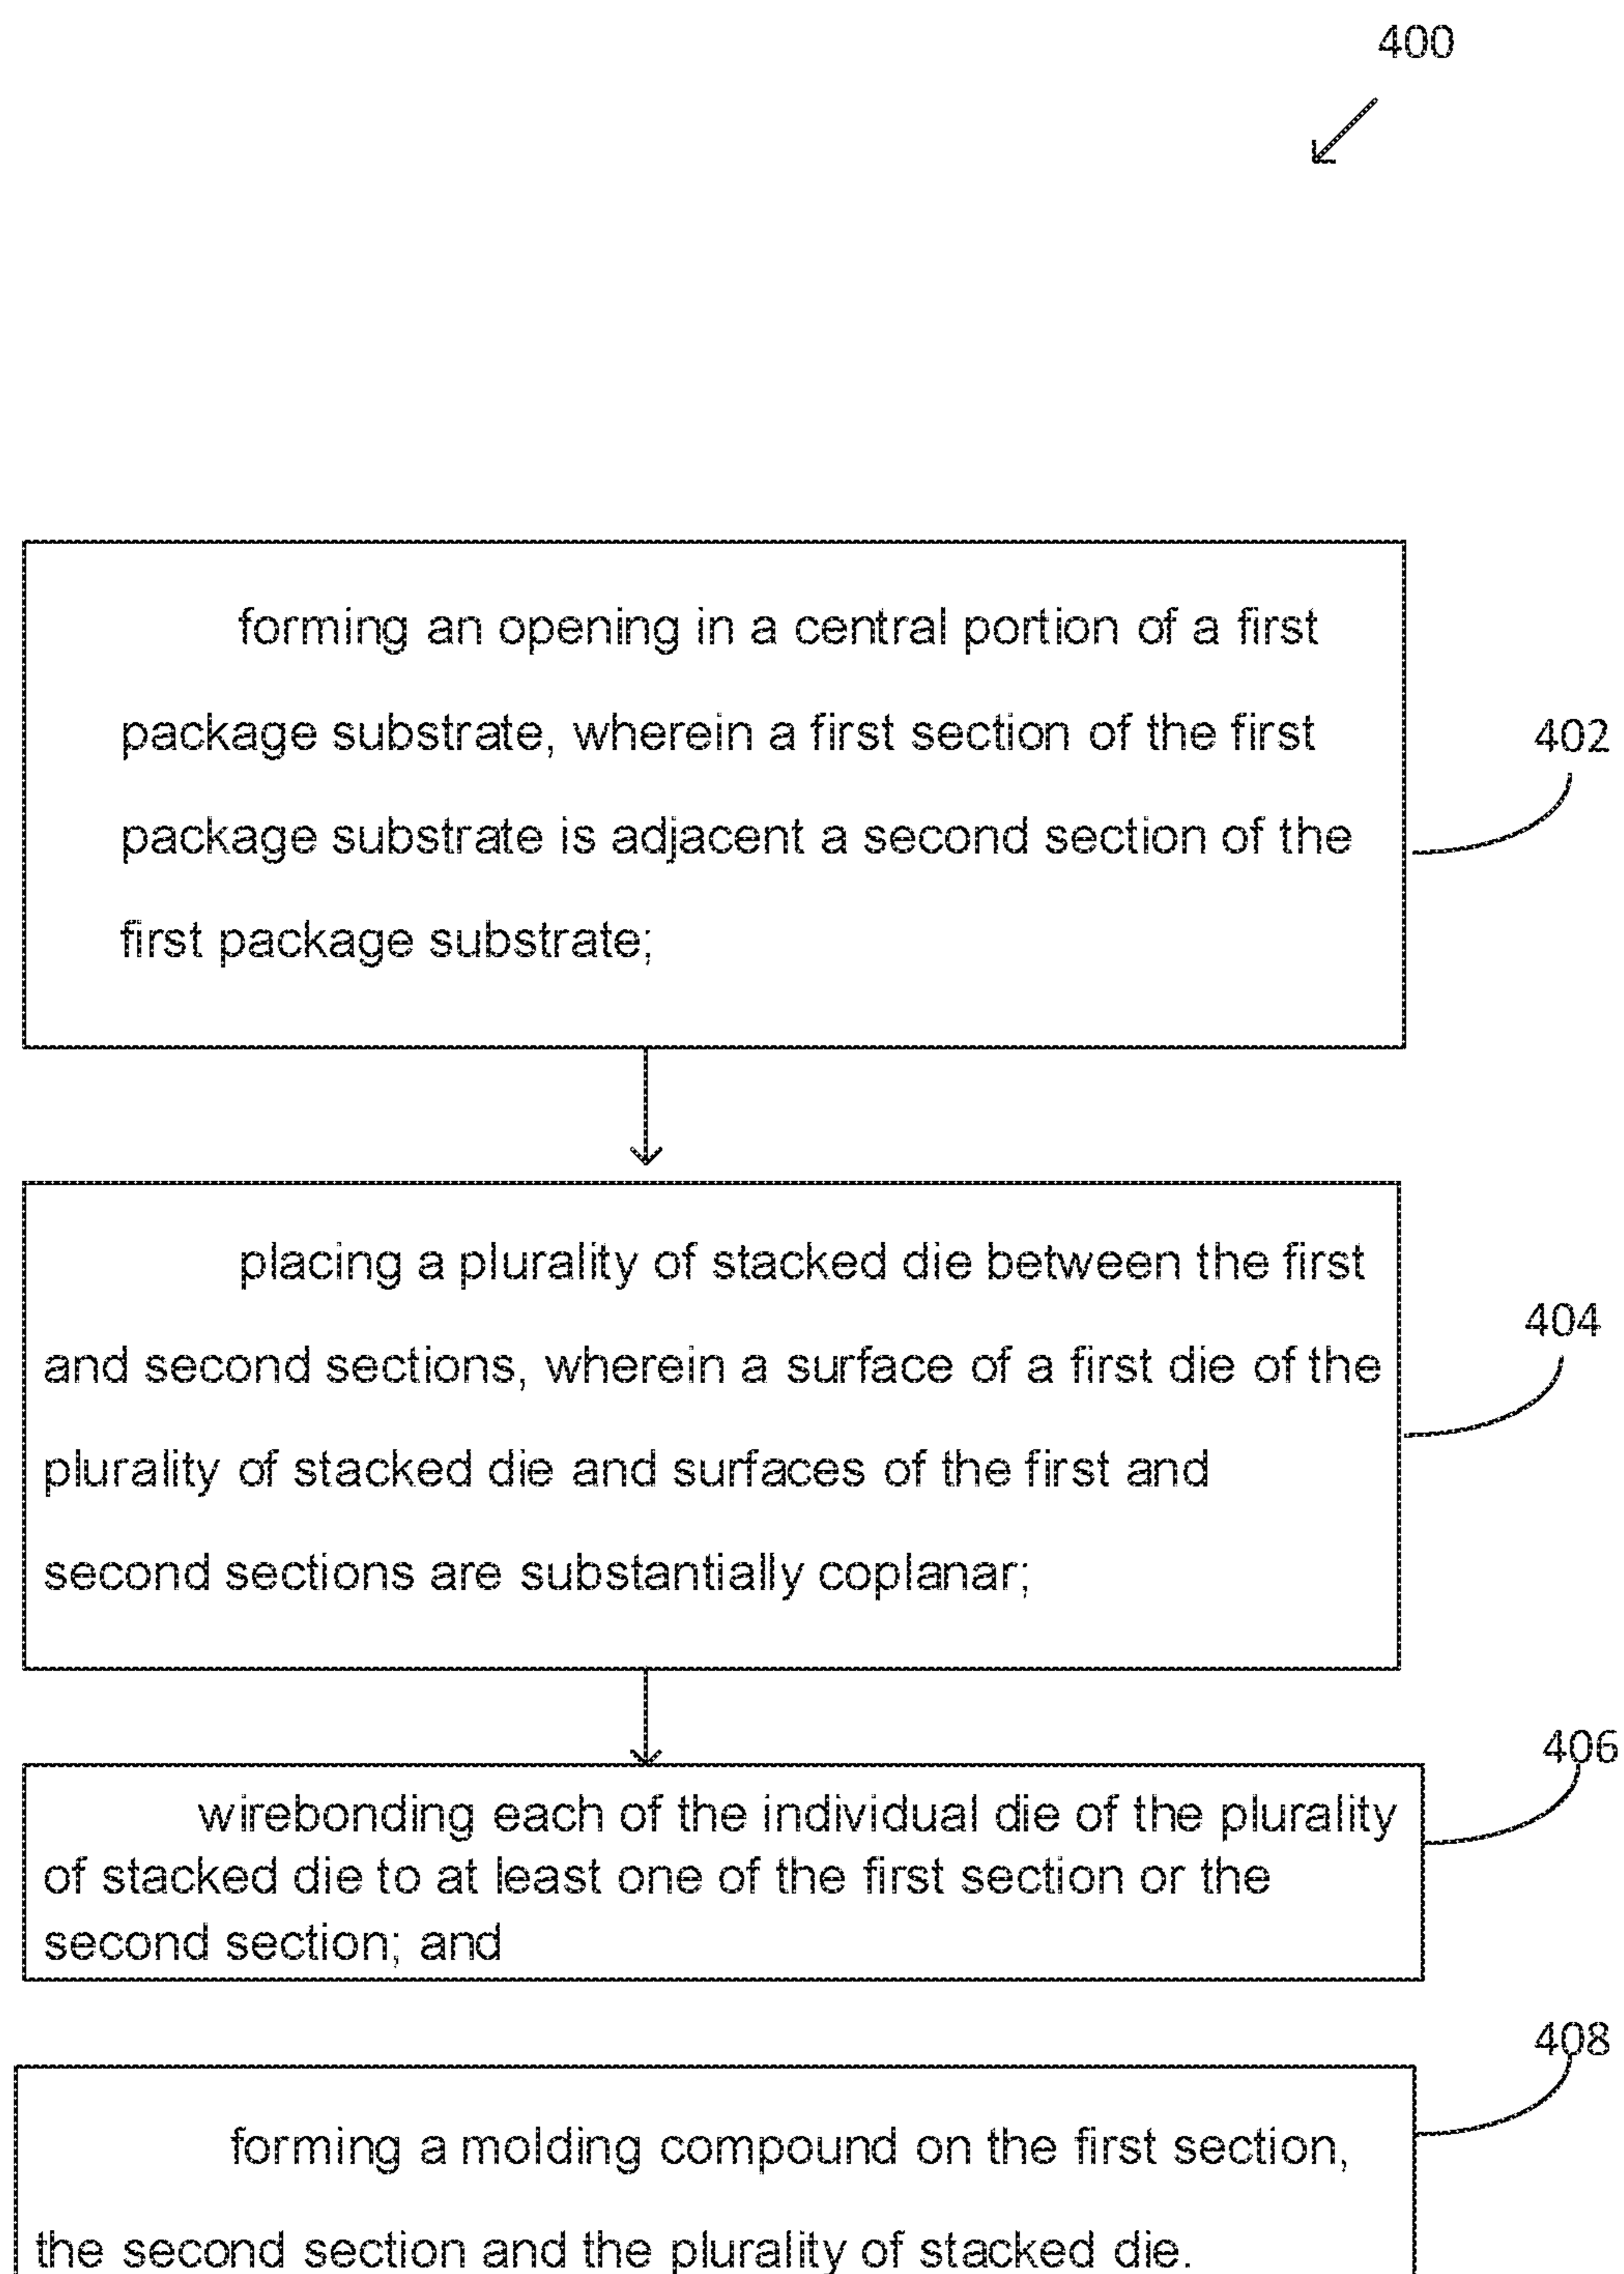 400
forming an opening in a central portion of a first
package substrate, wherein a first section of the first
package substrate is adjacent a second section of the
first package substrate;
402
placing a plurality of stacked die between the first
and second sections, wherein a surface of a first die of the
plurality of stacked die and surfaces of the first and
second sections are substantially coplanar;
404
wirebonding each of the individual die of the plurality
of stacked die to at least one of the first section or the
second section; and
406
forming a molding compound on the first section,
the second section and the plurality of stacked die.
408